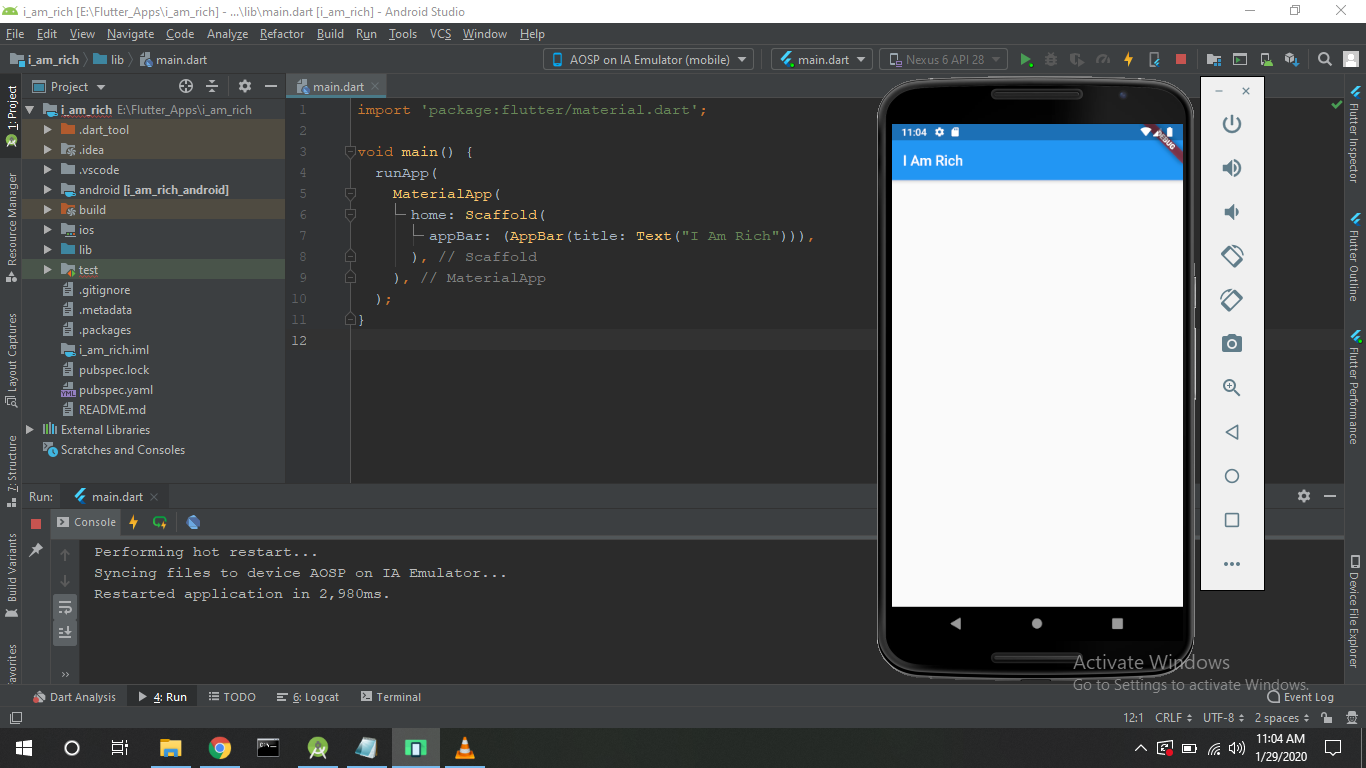 i_am_rich [E:\Flutter_Apps\i_am_rich] - ...\lib\main.dart [i_am_rich] - Android Studio
File Edit View Navigate Code Analyze Refactor Build Run Tools VCS Window Help
i_am_rich lib main.dart AOSP on IA Emulator (mobile) main.dart Nexus 6 API 28
Project
main.dart
1: Project
Resource Manager
Layout Captures
7: Structure
Build Variants
avorites
i_am_rich E:\Flutter_Apps\i_am_rich
.dart_tool
.idea
.vscode
android [i_am_rich_android]
build
ios
lib
test
.gitignore
.metadata
.packages
i_am_rich.iml
pubspec.lock
pubspec.yaml
README.md
External Libraries
Scratches and Consoles
1 import 'package:flutter/material.dart';
2
3 void main() {
4 runApp(
5 MaterialApp(
6 home: Scaffold(
7 appBar: (AppBar(title: Text("I Am Rich"))),
8 ), // Scaffold
9 ), // MaterialApp
10 );
11 }
12
11:04
DEBUG
I Am Rich
Flutter Inspector
Flutter Outline
Flutter Performance
Device File Explorer
Run: main.dart
Console
Performing hot restart...
Syncing files to device AOSP on IA Emulator...
Restarted application in 2,980ms.
Activate Windows
Go to Settings to activate Windows.
Dart Analysis 4: Run TODO 6: Logcat Terminal Event Log
12:1 CRLF UTF-8 2 spaces
11:04 AM
1/29/2020